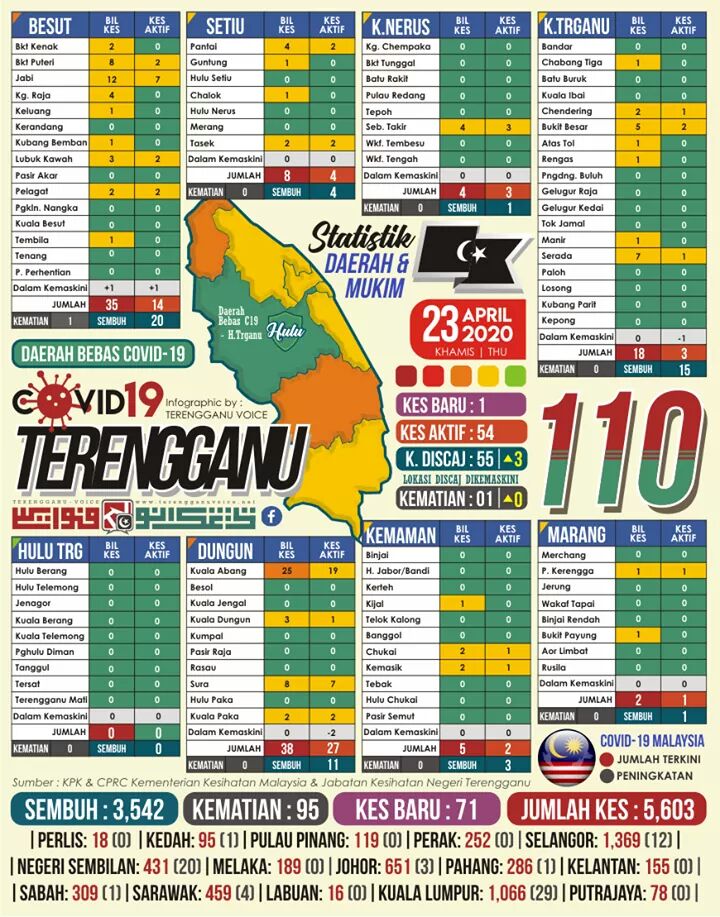 BESUT BIL KES KES AKTIF
Bkt Kenak 2 0
Bkt Puteri 8 2
Jabi 12 7
Kg. Raja 4 0
Keluang 1 0
Kerandang 0 0
Kubang Bemban 1 0
Lubuk Kawah 3 2
Pasir Akar 0 0
Pelagat 2 2
Pgkln. Nangka 0 0
Kuala Besut 0 0
Tembila 1 0
Tenang 0 0
P. Perhentian 0 0
Dalam Kemaskini +1 +1
JUMLAH 35 14
KEMATIAN 1 SEMBUH 20
SETIU BIL KES KES AKTIF
Pantai 4 2
Guntung 1 0
Hulu Setiu 0 0
Chalok 1 0
Hulu Nerus 0 0
Merang 0 0
Tasek 2 2
Dalam Kemaskini 0 0
JUMLAH 8 4
KEMATIAN 0 SEMBUH 4
K.NERUS BIL KES KES AKTIF
Kg. Chempaka 0 0
Bkt Tunggal 0 0
Batu Rakit 0 0
Pulau Redang 0 0
Tepoh 0 0
Seb. Takir 4 3
Wkf. Tembesu 0 0
Wkf. Tengah 0 0
Dalam Kemaskini 0 0
JUMLAH 4 3
KEMATIAN 0 SEMBUH 1
K.TRGANU BIL KES KES AKTIF
Bandar 0 0
Chabang Tiga 1 0
Batu Buruk 0 0
Kuala Ibai 0 0
Chendering 2 1
Bukit Besar 5 2
Atas Tol 1 0
Rengas 1 0
Pngdng. Buluh 0 0
Gelugur Raja 0 0
Gelugur Kedai 0 0
Tok Jamal 0 0
Manir 1 0
Serada 7 1
Paloh 0 0
Losong 0 0
Kubang Parit 0 0
Kepong 0 0
Dalam Kemaskini 0 -1
JUMLAH 18 3
KEMATIAN 0 SEMBUH 15
Statistik
DAERAH &
MUKIM
23 APRIL 2020
KHAMIS | THU
Daerah
Bebas C19
- H.Trganu
Hulu
DAERAH BEBAS COVID-19
COVID19
Infographic by :
TERENGGANU VOICE
TERENGGANU
TERENGGANU-VOICE www.terengganuvoice.net
KES BARU : 1
KES AKTIF : 54
K. DISCAJ : 55 | ▲3
LOKASI DISCAJ DIKEMASKINI
KEMATIAN : 01 | ▲0
110
HULU TRG BIL KES KES AKTIF
Hulu Berang 0 0
Hulu Telemong 0 0
Jenagor 0 0
Kuala Berang 0 0
Kuala Telemong 0 0
Pghulu Diman 0 0
Tanggul 0 0
Tersat 0 0
Terengganu Mati 0 0
Dalam Kemaskini 0 0
JUMLAH 0 0
KEMATIAN 0 SEMBUH 0
DUNGUN BIL KES KES AKTIF
Kuala Abang 25 19
Besol 0 0
Kuala Jengal 0 0
Kuala Dungun 3 1
Kumpal 0 0
Pasir Raja 0 0
Rasau 0 0
Sura 8 7
Hulu Paka 0 0
Kuala Paka 2 2
Dalam Kemaskini 0 -2
JUMLAH 38 27
KEMATIAN 0 SEMBUH 11
KEMAMAN BIL KES KES AKTIF
Binjai 0 0
H. Jabor/Bandi 0 0
Kerteh 0 0
Kijal 1 0
Telok Kalong 0 0
Banggol 0 0
Chukai 2 1
Kemasik 2 1
Tebak 0 0
Hulu Chukai 0 0
Pasir Semut 0 0
Dalam Kemaskini 0 0
JUMLAH 5 2
KEMATIAN 0 SEMBUH 3
MARANG BIL KES KES AKTIF
Merchang 0 0
P. Kerengga 1 1
Jerung 0 0
Wakaf Tapai 0 0
Binjai Rendah 0 0
Bukit Payung 1 0
Aor Limbat 0 0
Rusila 0 0
Dalam Kemaskini 0 0
JUMLAH 2 1
KEMATIAN 0 SEMBUH 1
COVID-19 MALAYSIA
JUMLAH TERKINI
PENINGKATAN
Sumber : KPK & CPRC Kementerian Kesihatan Malaysia & Jabatan Kesihatan Negeri Terengganu
SEMBUH : 3,542 KEMATIAN : 95 KES BARU : 71 JUMLAH KES : 5,603
| PERLIS: 18 (0) | KEDAH: 95 (1) | PULAU PINANG: 119 (0) | PERAK: 252 (0) | SELANGOR: 1,369 (12) |
| NEGERI SEMBILAN: 431 (20) | MELAKA: 189 (0) | JOHOR: 651 (3) | PAHANG: 286 (1) | KELANTAN: 155 (0) |
| SABAH: 309 (1) | SARAWAK: 459 (4) | LABUAN: 16 (0) | KUALA LUMPUR: 1,066 (29) | PUTRAJAYA: 78 (0) |